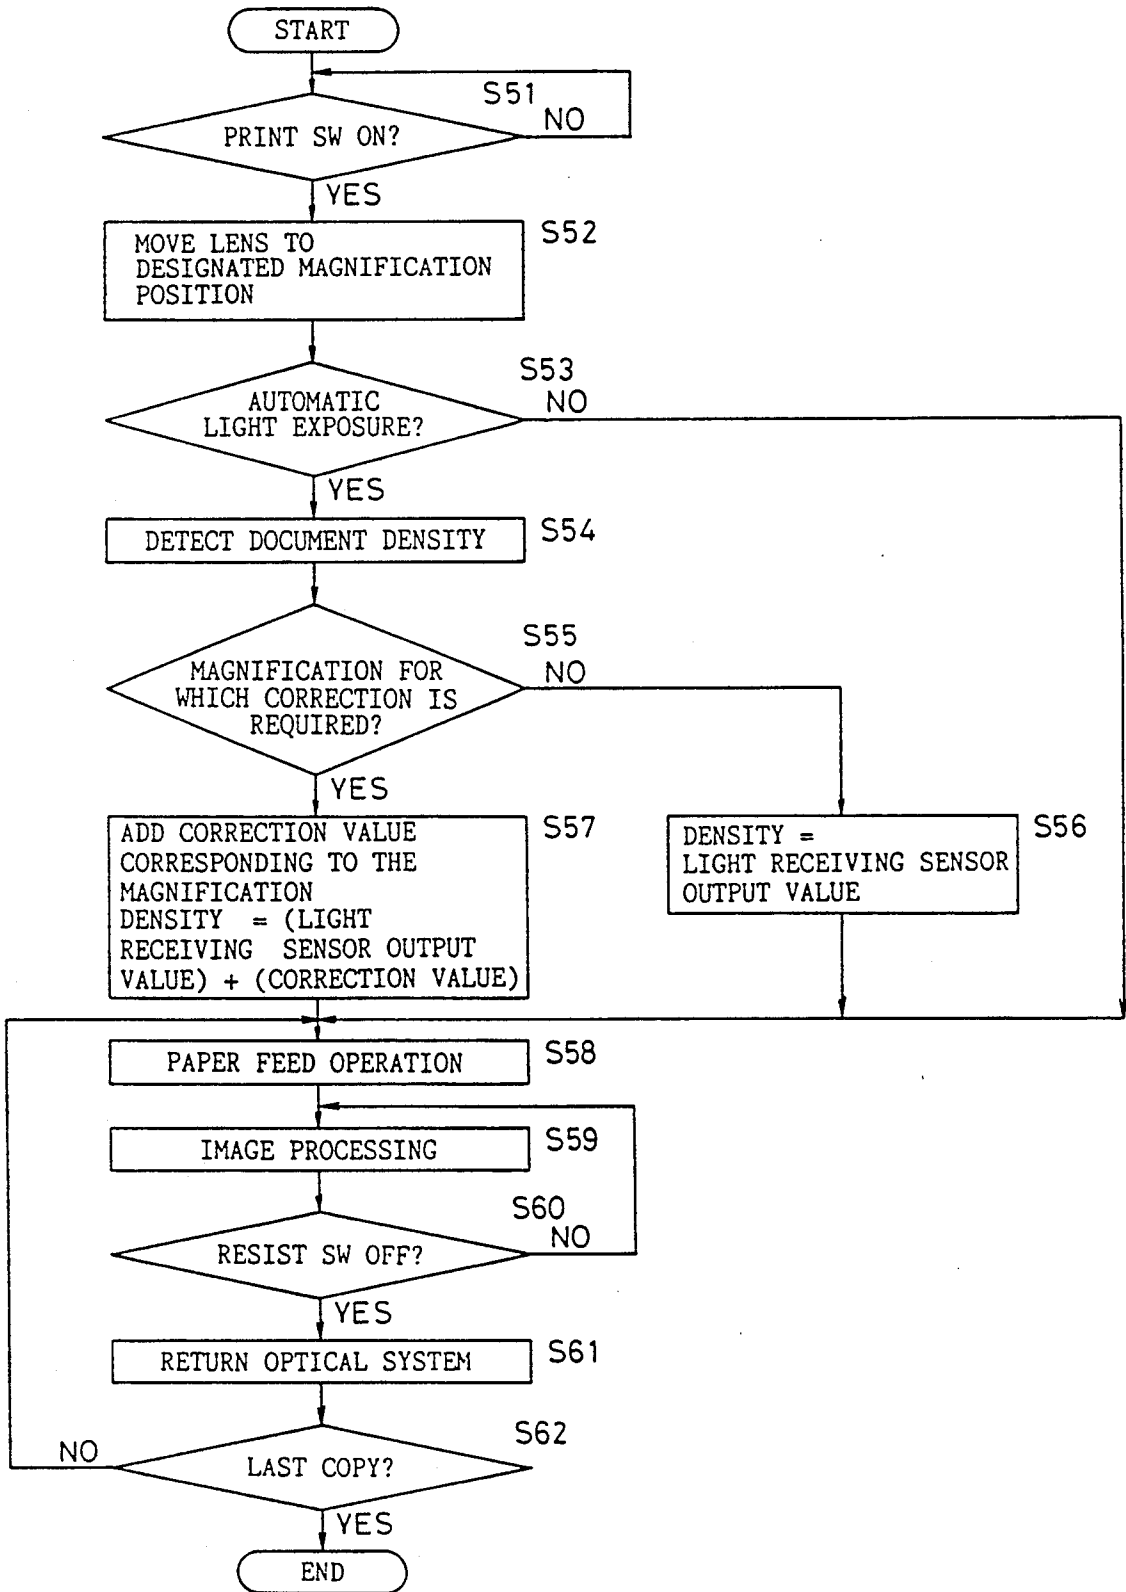 START
S51
NO
PRINT SW ON?
YES
S52
MOVE LENS TO
DESIGNATED MAGNIFICATION
POSITION
S53
NO
AUTOMATIC
LIGHT EXPOSURE?
YES
S54
DETECT DOCUMENT DENSITY
S55
NO
MAGNIFICATION FOR
WHICH CORRECTION IS
REQUIRED?
YES
S57
ADD CORRECTION VALUE
CORRESPONDING TO THE
MAGNIFICATION
DENSITY = (LIGHT
RECEIVING SENSOR OUTPUT
VALUE) + (CORRECTION VALUE)
S56
DENSITY =
LIGHT RECEIVING SENSOR
OUTPUT VALUE
S58
PAPER FEED OPERATION
S59
IMAGE PROCESSING
S60
NO
RESIST SW OFF?
YES
S61
RETURN OPTICAL SYSTEM
S62
NO
LAST COPY?
YES
END